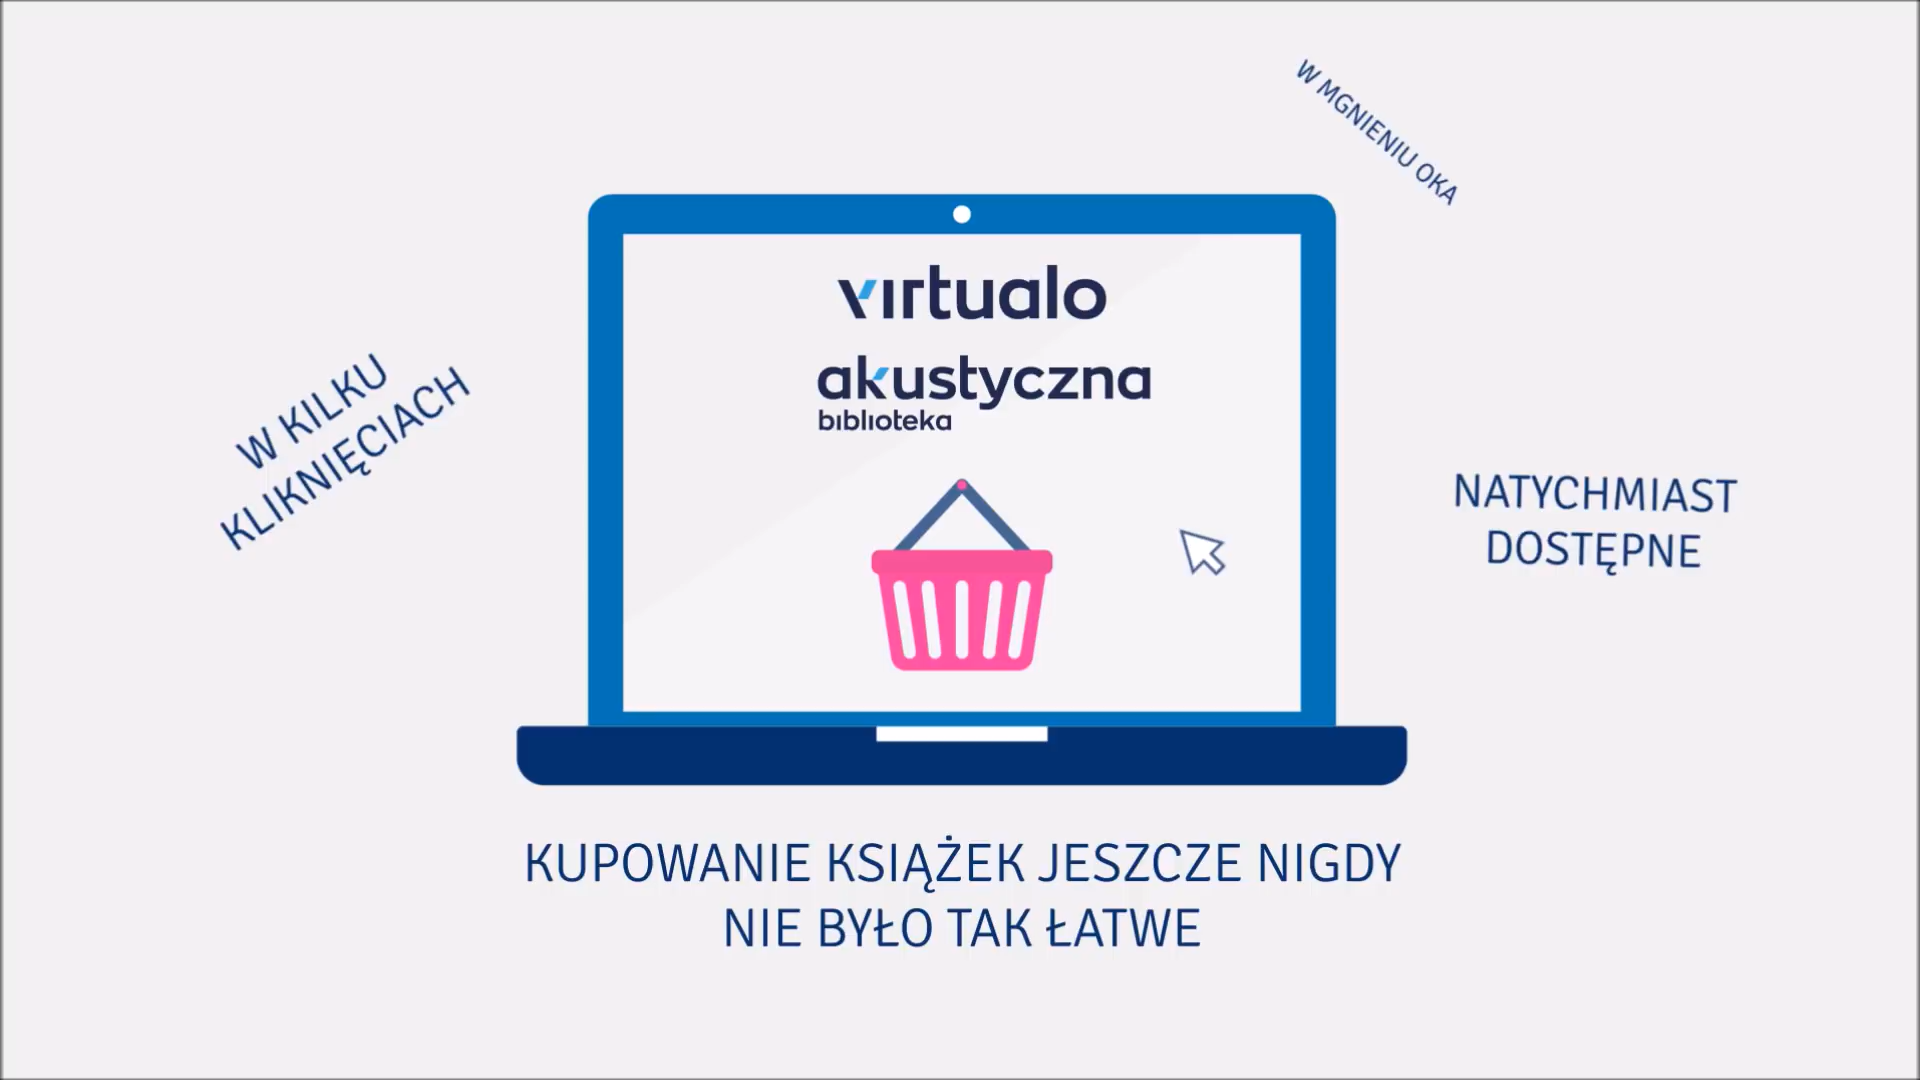 W MGNIENIU OKA
virtualo
akustyczna
biblioteka
W KILKU
KLIKNIĘCIACH
NATYCHMIAST
DOSTĘPNE
KUPOWANIE KSIĄŻEK JESZCZE NIGDY
NIE BYŁO TAK ŁATWE